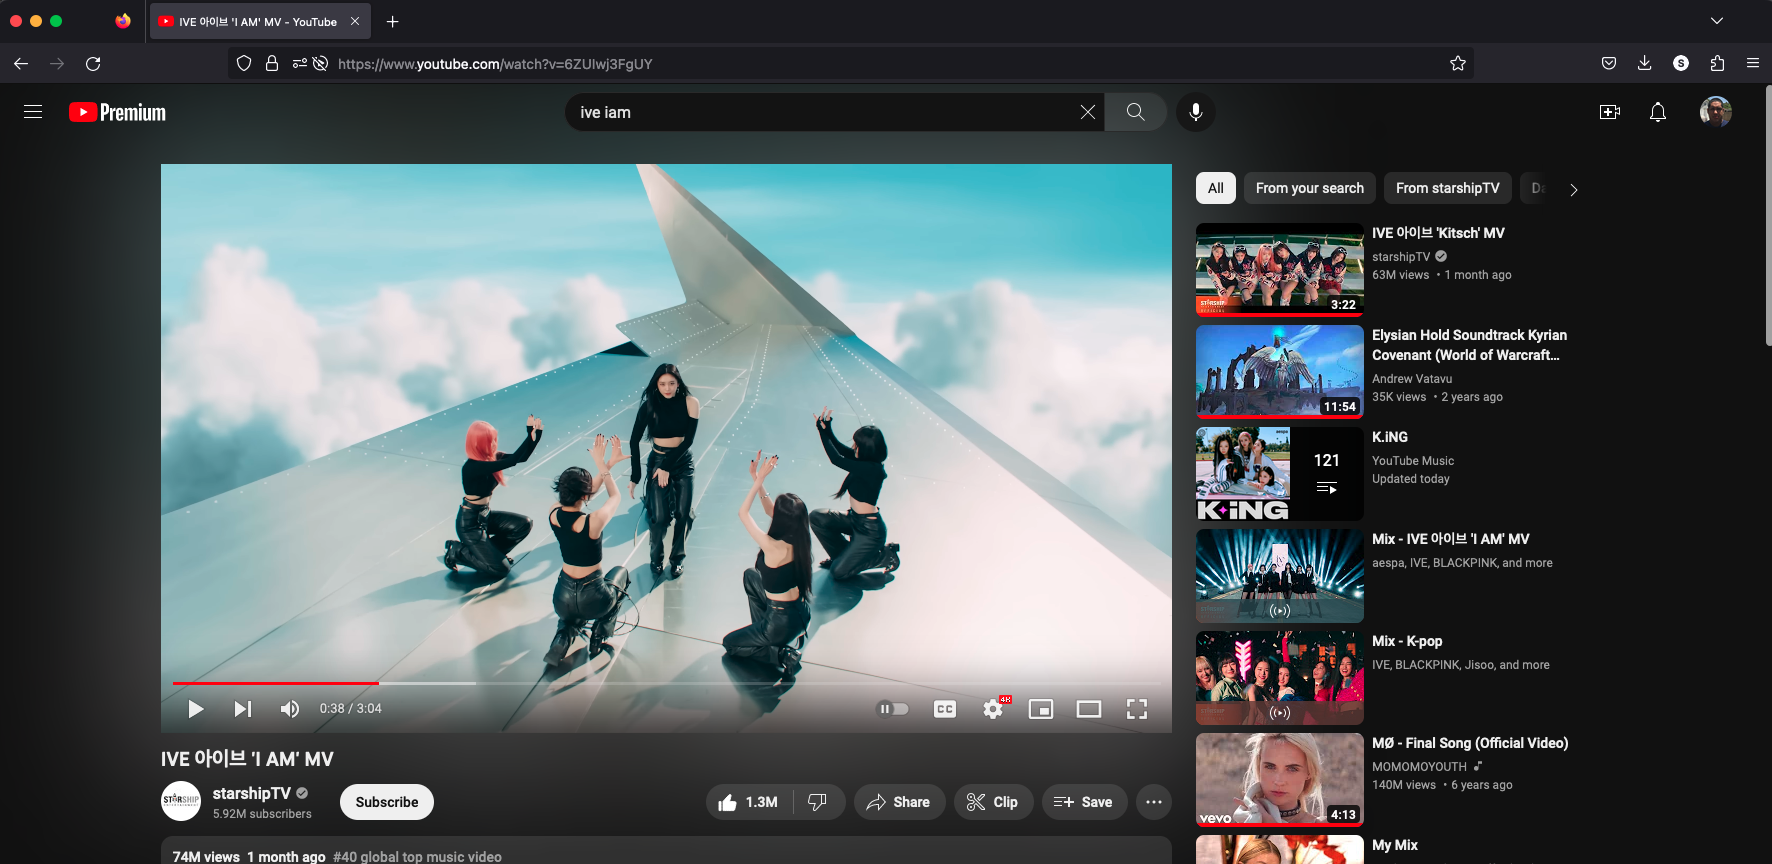 IVE 아이브 'I AM' MV - YouTube
https://www.youtube.com/watch?v=6ZUIwj3FgUY
S
Premium
ive iam
All
From your search
From starshipTV
IVE 아이브 'Kitsch' MV
starshipTV
63M views • 1 month ago
STARSHIP
3:22
Elysian Hold Soundtrack Kyrian
Covenant (World of Warcraft...
Andrew Vatavu
35K views • 2 years ago
11:54
K.iNG
YouTube Music
Updated today
aespa
121
K✦iNG
Mix - IVE 아이브 'I AM' MV
aespa, IVE, BLACKPINK, and more
Mix - K-pop
IVE, BLACKPINK, Jisoo, and more
MØ - Final Song (Official Video)
MOMOMOYOUTH
140M views • 6 years ago
vevo
4:13
My Mix
0:38 / 3:04
CC
4K
IVE 아이브 'I AM' MV
STARSHIP
starshipTV
5.92M subscribers
Subscribe
1.3M
Share
Clip
Save
74M views 1 month ago #40 global top music video